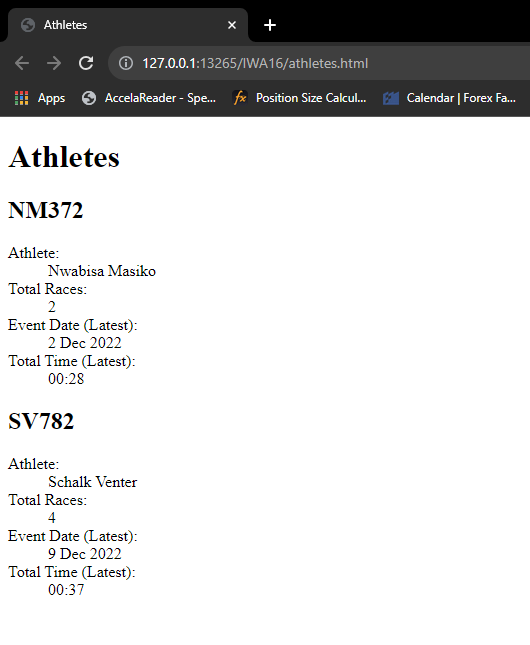 Athletes
127.0.0.1:13265/IWA16/athletes.html
Apps AccelaReader - Spe... fx Position Size Calcul... Calendar | Forex Fa...
Athletes
NM372
Athlete:
Nwabisa Masiko
Total Races:
2
Event Date (Latest):
2 Dec 2022
Total Time (Latest):
00:28
SV782
Athlete:
Schalk Venter
Total Races:
4
Event Date (Latest):
9 Dec 2022
Total Time (Latest):
00:37